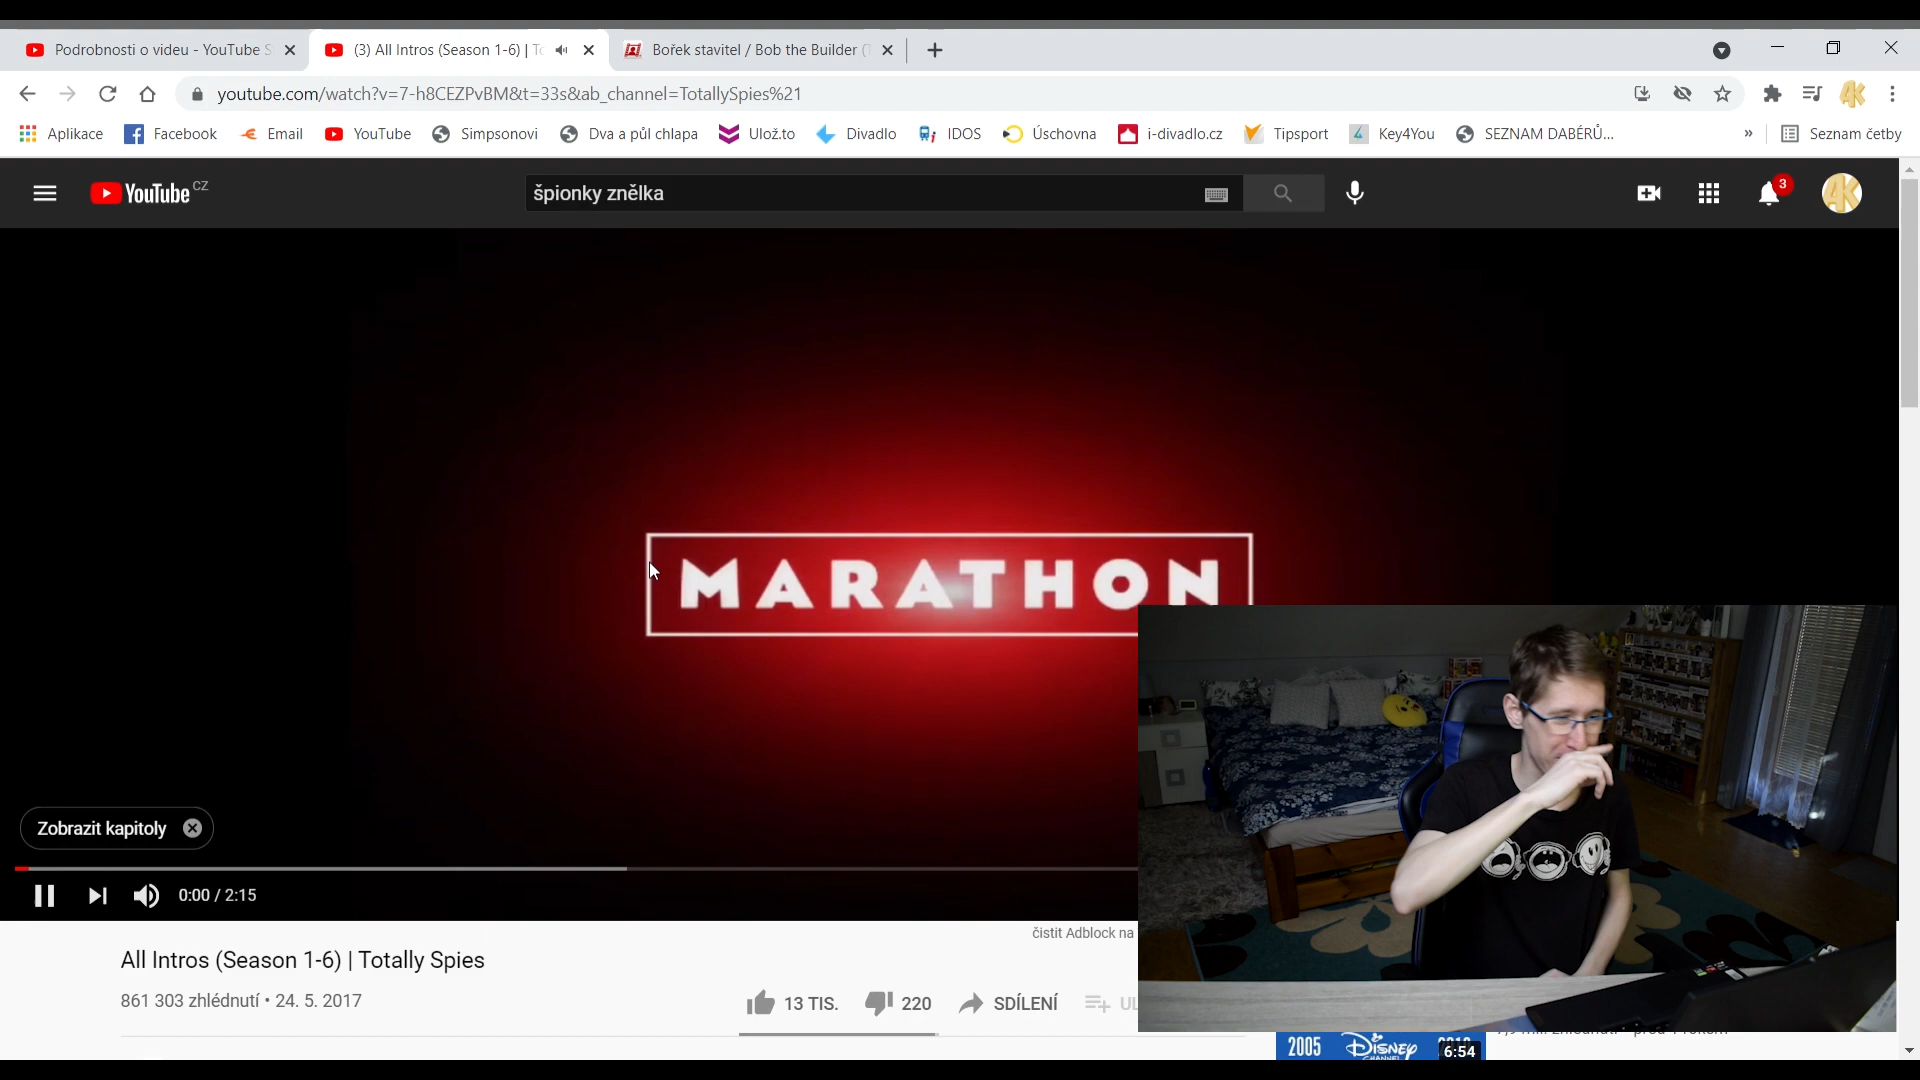 Podrobnosti o videu - YouTube S
(3) All Intros (Season 1-6) | To
Bořek stavitel / Bob the Builder (T
youtube.com/watch?v=7-h8CEZPvBM&t=33s&ab_channel=TotallySpies%21
Aplikace Facebook Email YouTube Simpsonovi Dva a půl chlapa Ulož.to Divadlo IDOS Úschovna i-divadlo.cz Tipsport Key4You SEZNAM DABÉRŮ... » Seznam četby
YouTube CZ
špionky znělka
3
4K
MARATHON
Zobrazit kapitoly
0:00 / 2:15
čistit Adblock na
All Intros (Season 1-6) | Totally Spies
861 303 zhlédnutí • 24. 5. 2017
13 TIS. 220 SDÍLENÍ UL
2005 Disney CHANNEL
6:54